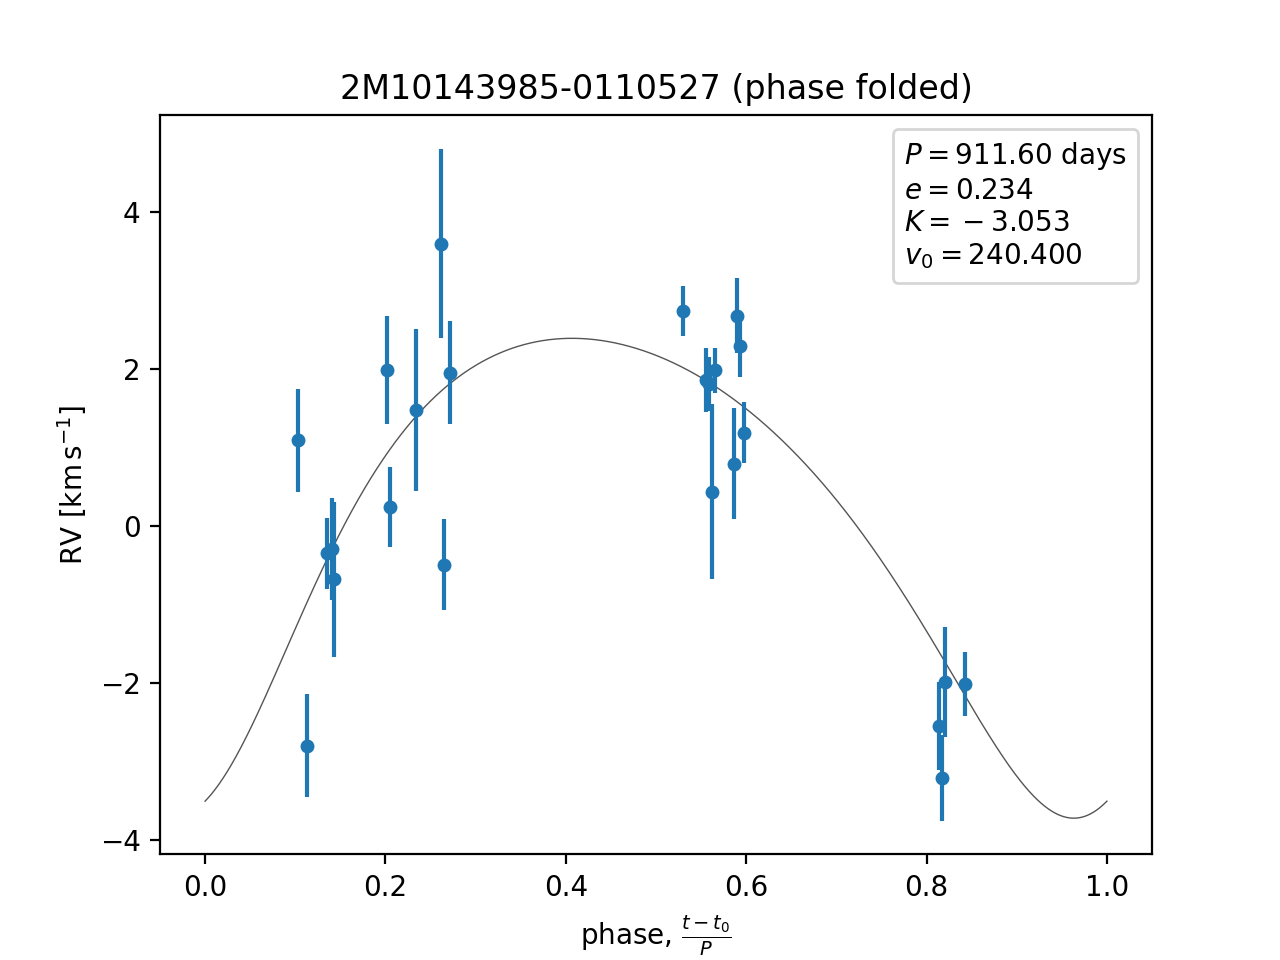 2M10143985-0110527 (phase folded)
P = 911.60 days
e = 0.234
K = −3.053
v₀ = 240.400
4
2
0
−2
−4
RV [km s⁻¹]
0.0 0.2 0.4 0.6 0.8 1.0
phase, (t − t₀)/P